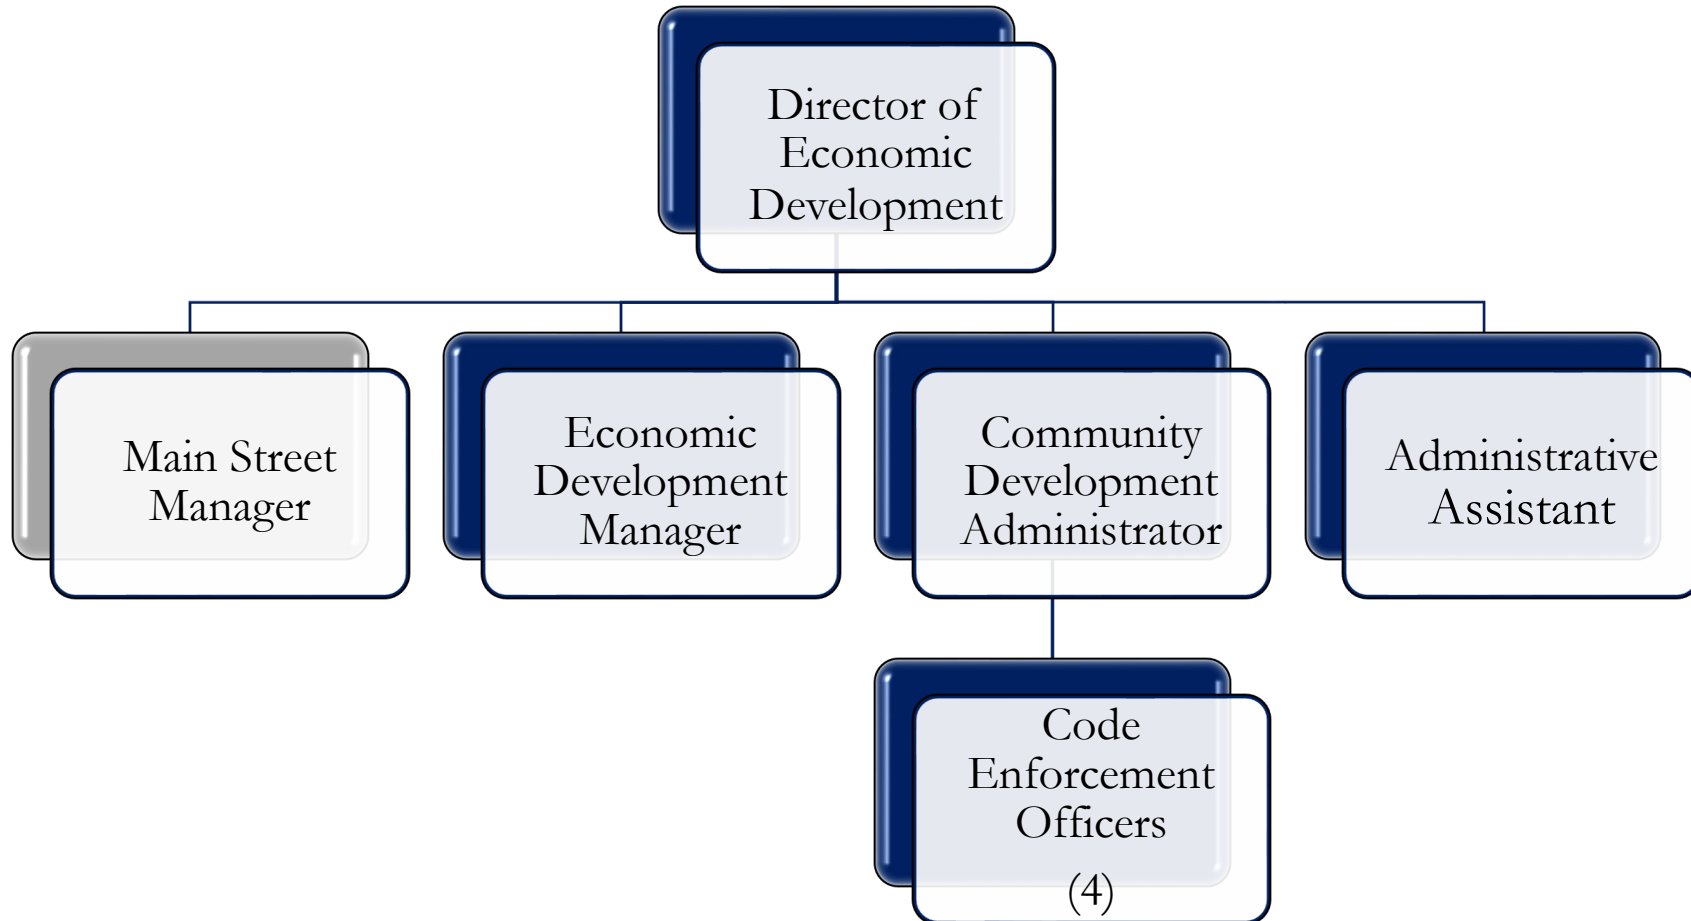 Director of
Economic
Development
Main Street
Manager
Economic
Development
Manager
Community
Development
Administrator
Administrative
Assistant
Code
Enforcement
Officers
(4)